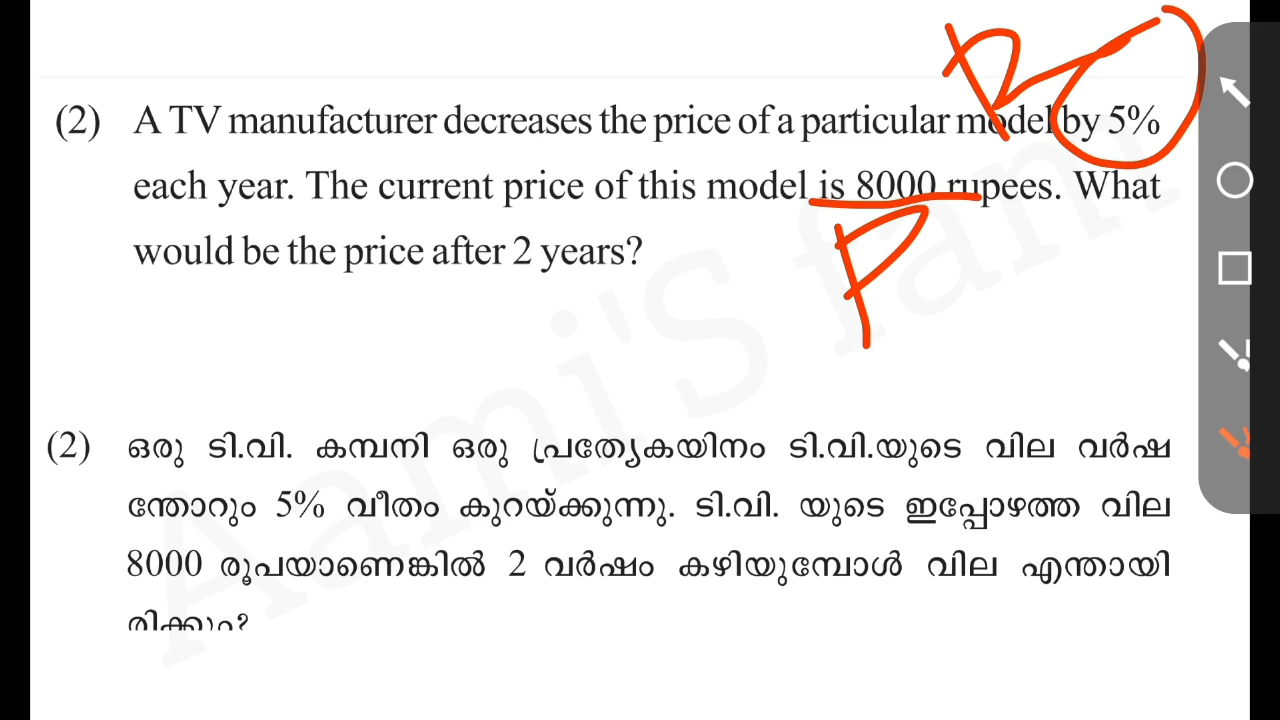 (2) A TV manufacturer decreases the price of a particular model by 5%
each year. The current price of this model is 8000 rupees. What
would be the price after 2 years?
R
P
Aami'S fam
(2) ഒരു ടി.വി. കമ്പനി ഒരു പ്രത്യേകയിനം ടി.വി.യുടെ വില വർഷ
ന്തോറും 5% വീതം കുറയ്ക്കുന്നു. ടി.വി. യുടെ ഇപ്പോഴത്ത വില
8000 രൂപയാണെങ്കിൽ 2 വർഷം കഴിയുമ്പോൾ വില എന്തായി
രിക്കും?